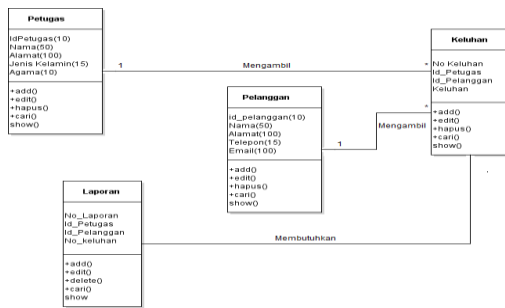 Petugas
IdPetugas(10)
Nama(50)
Alamat(100)
Jenis Kelamin(15)
Agama(10)
+add()
+edit()
+hapus()
+cari()
show()
1
Mengambil
*
Keluhan
No Keluhan
Id_Petugas
Id_Pelanggan
Keluhan
+add()
+edit()
+hapus()
+cari()
show()
Pelanggan
id_pelanggan(10)
Nama(50)
Alamat(100)
Telepon(15)
Email(100)
+add()
+edit()
+hapus()
+cari()
show()
1
Mengambil
*
Laporan
No_Laporan
Id_Petugas
Id_Pelanggan
No_keluhan
+add()
+edit()
+delete()
+cari()
show
Membutuhkan